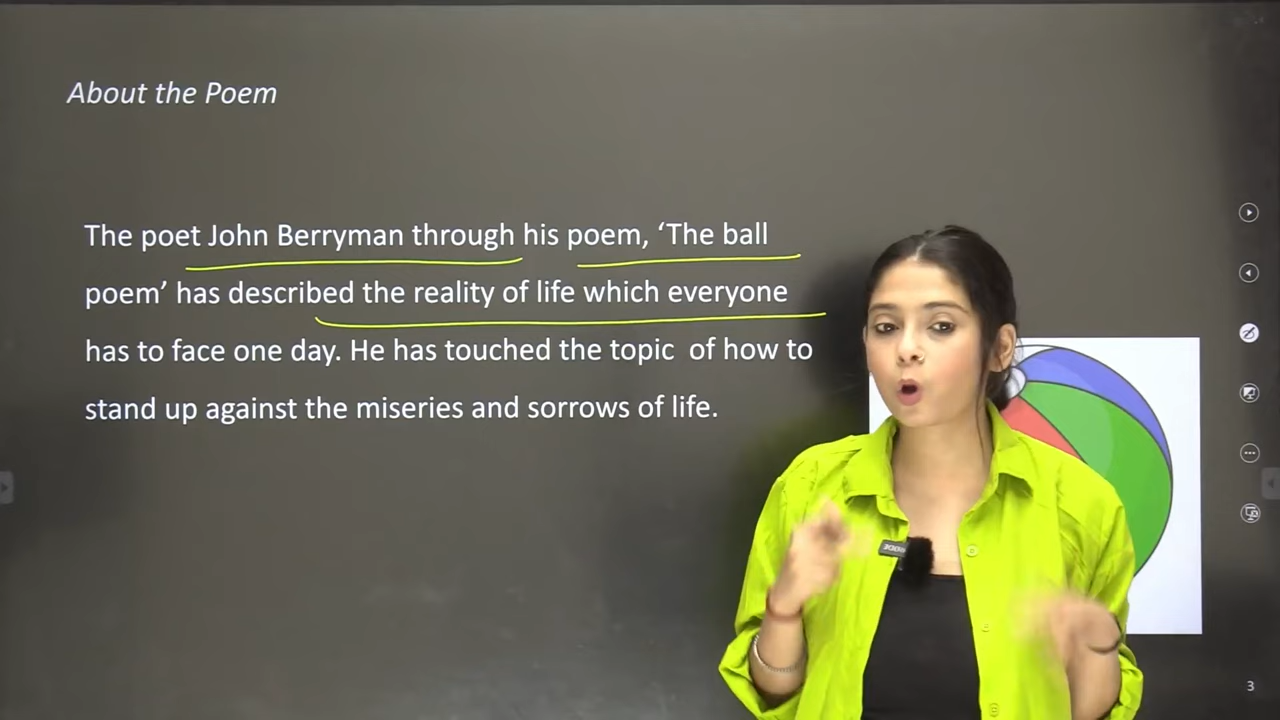 About the Poem
The poet John Berryman through his poem, ‘The ball
poem’ has described the reality of life which everyone
has to face one day. He has touched the topic of how to
stand up against the miseries and sorrows of life.
3